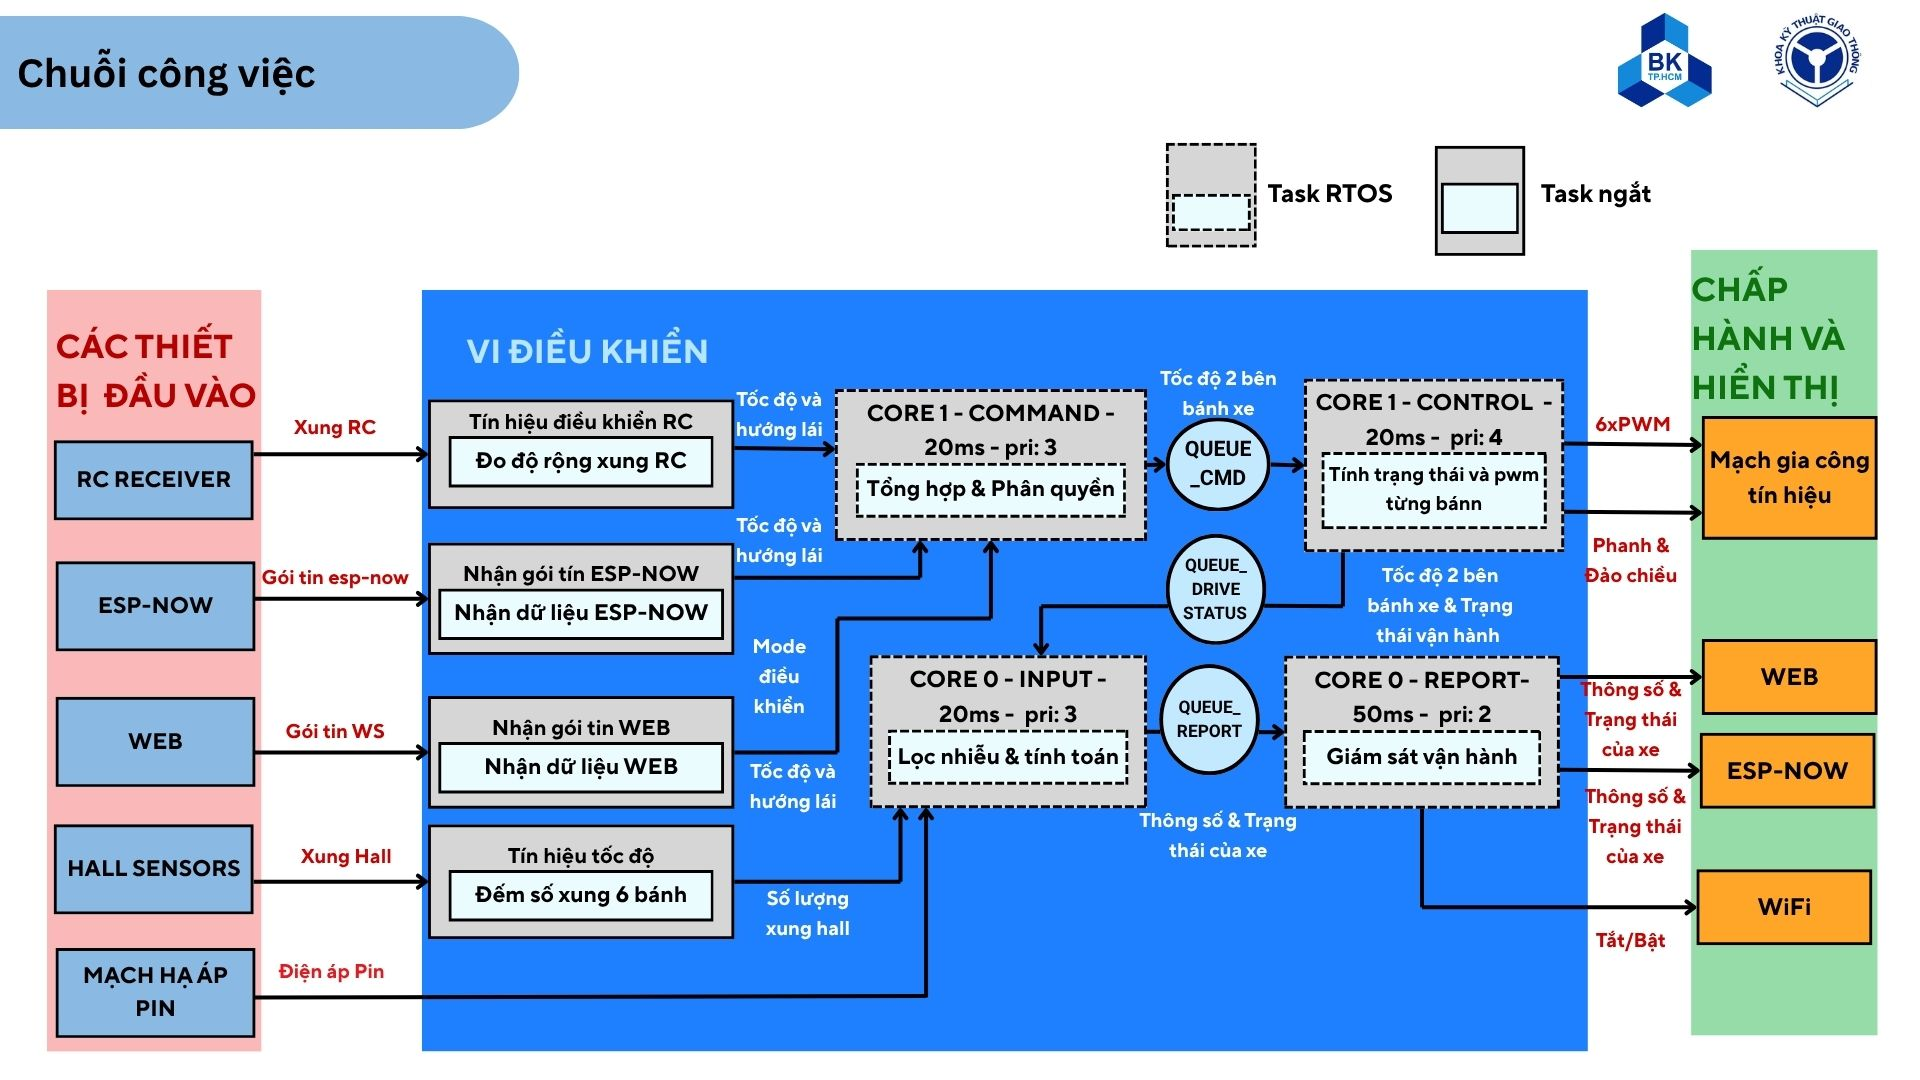 Chuỗi công việc
BK
TP.HCM
KHOA KỸ THUẬT GIAO THÔNG
Task RTOS
Task ngắt
CÁC THIẾT
BỊ ĐẦU VÀO
RC RECEIVER
ESP-NOW
WEB
HALL SENSORS
MẠCH HẠ ÁP
PIN
Xung RC
Gói tin esp-now
Gói tin WS
Xung Hall
Điện áp Pin
VI ĐIỀU KHIỂN
Tín hiệu điều khiển RC
Đo độ rộng xung RC
Nhận gói tín ESP-NOW
Nhận dữ liệu ESP-NOW
Nhận gói tin WEB
Nhận dữ liệu WEB
Tín hiệu tốc độ
Đếm số xung 6 bánh
Tốc độ và
hướng lái
Tốc độ và
hướng lái
Mode
điều
khiển
Tốc độ và
hướng lái
Số lượng
xung hall
CORE 1 - COMMAND -
20ms - pri: 3
Tổng hợp & Phân quyền
Tốc độ 2 bên
bánh xe
QUEUE
_CMD
CORE 1 - CONTROL -
20ms - pri: 4
Tính trạng thái và pwm
từng bánn
QUEUE_
DRIVE
STATUS
Tốc độ 2 bên
bánh xe & Trạng
thái vận hành
CORE 0 - INPUT -
20ms - pri: 3
Lọc nhiễu & tính toán
QUEUE_
REPORT
Thông số & Trạng
thái của xe
CORE 0 - REPORT-
50ms - pri: 2
Giám sát vận hành
6xPWM
Phanh &
Đảo chiều
Thông số &
Trạng thái
của xe
Thông số &
Trạng thái
của xe
Tắt/Bật
CHẤP
HÀNH VÀ
HIỂN THỊ
Mạch gia công
tín hiệu
WEB
ESP-NOW
WiFi